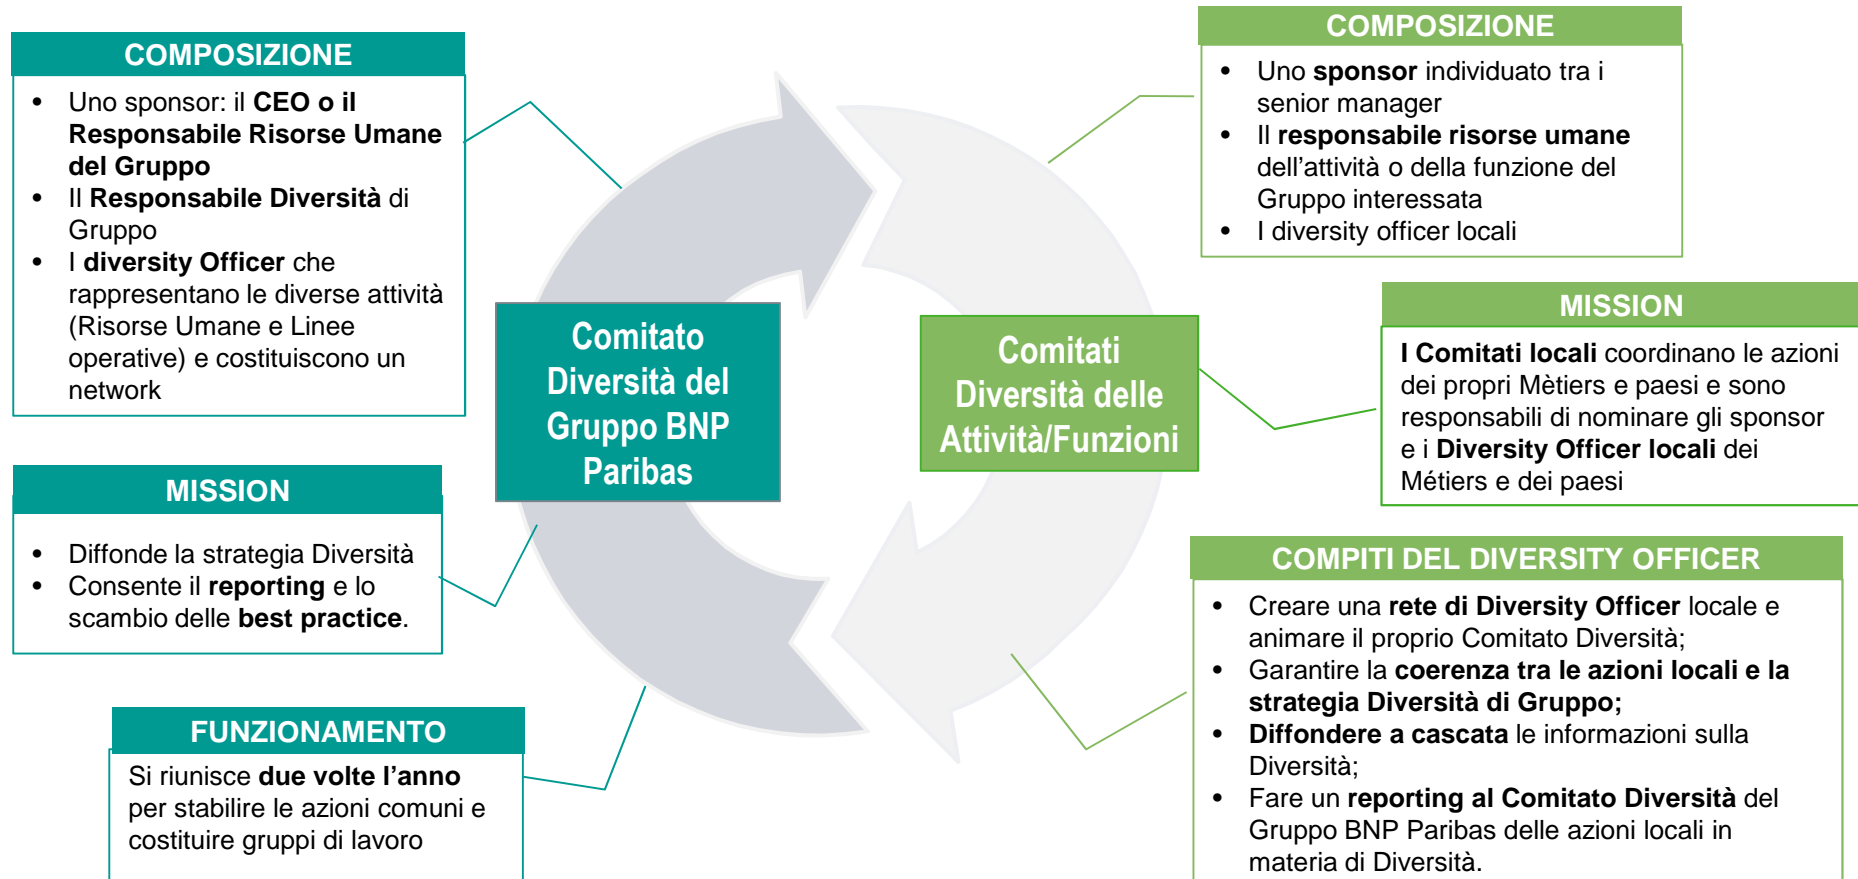 COMPOSIZIONE
• Uno sponsor: il CEO o il
Responsabile Risorse Umane
del Gruppo
• Il Responsabile Diversità di
Gruppo
• I diversity Officer che
rappresentano le diverse attività
(Risorse Umane e Linee
operative) e costituiscono un
network
MISSION
• Diffonde la strategia Diversità
• Consente il reporting e lo
scambio delle best practice.
FUNZIONAMENTO
Si riunisce due volte l’anno
per stabilire le azioni comuni e
costituire gruppi di lavoro
Comitato
Diversità del
Gruppo BNP
Paribas
Comitati
Diversità delle
Attività/Funzioni
COMPOSIZIONE
• Uno sponsor individuato tra i
senior manager
• Il responsabile risorse umane
dell’attività o della funzione del
Gruppo interessata
• I diversity officer locali
MISSION
I Comitati locali coordinano le azioni
dei propri Mètiers e paesi e sono
responsabili di nominare gli sponsor
e i Diversity Officer locali dei
Métiers e dei paesi
COMPITI DEL DIVERSITY OFFICER
• Creare una rete di Diversity Officer locale e
animare il proprio Comitato Diversità;
• Garantire la coerenza tra le azioni locali e la
strategia Diversità di Gruppo;
• Diffondere a cascata le informazioni sulla
Diversità;
• Fare un reporting al Comitato Diversità del
Gruppo BNP Paribas delle azioni locali in
materia di Diversità.